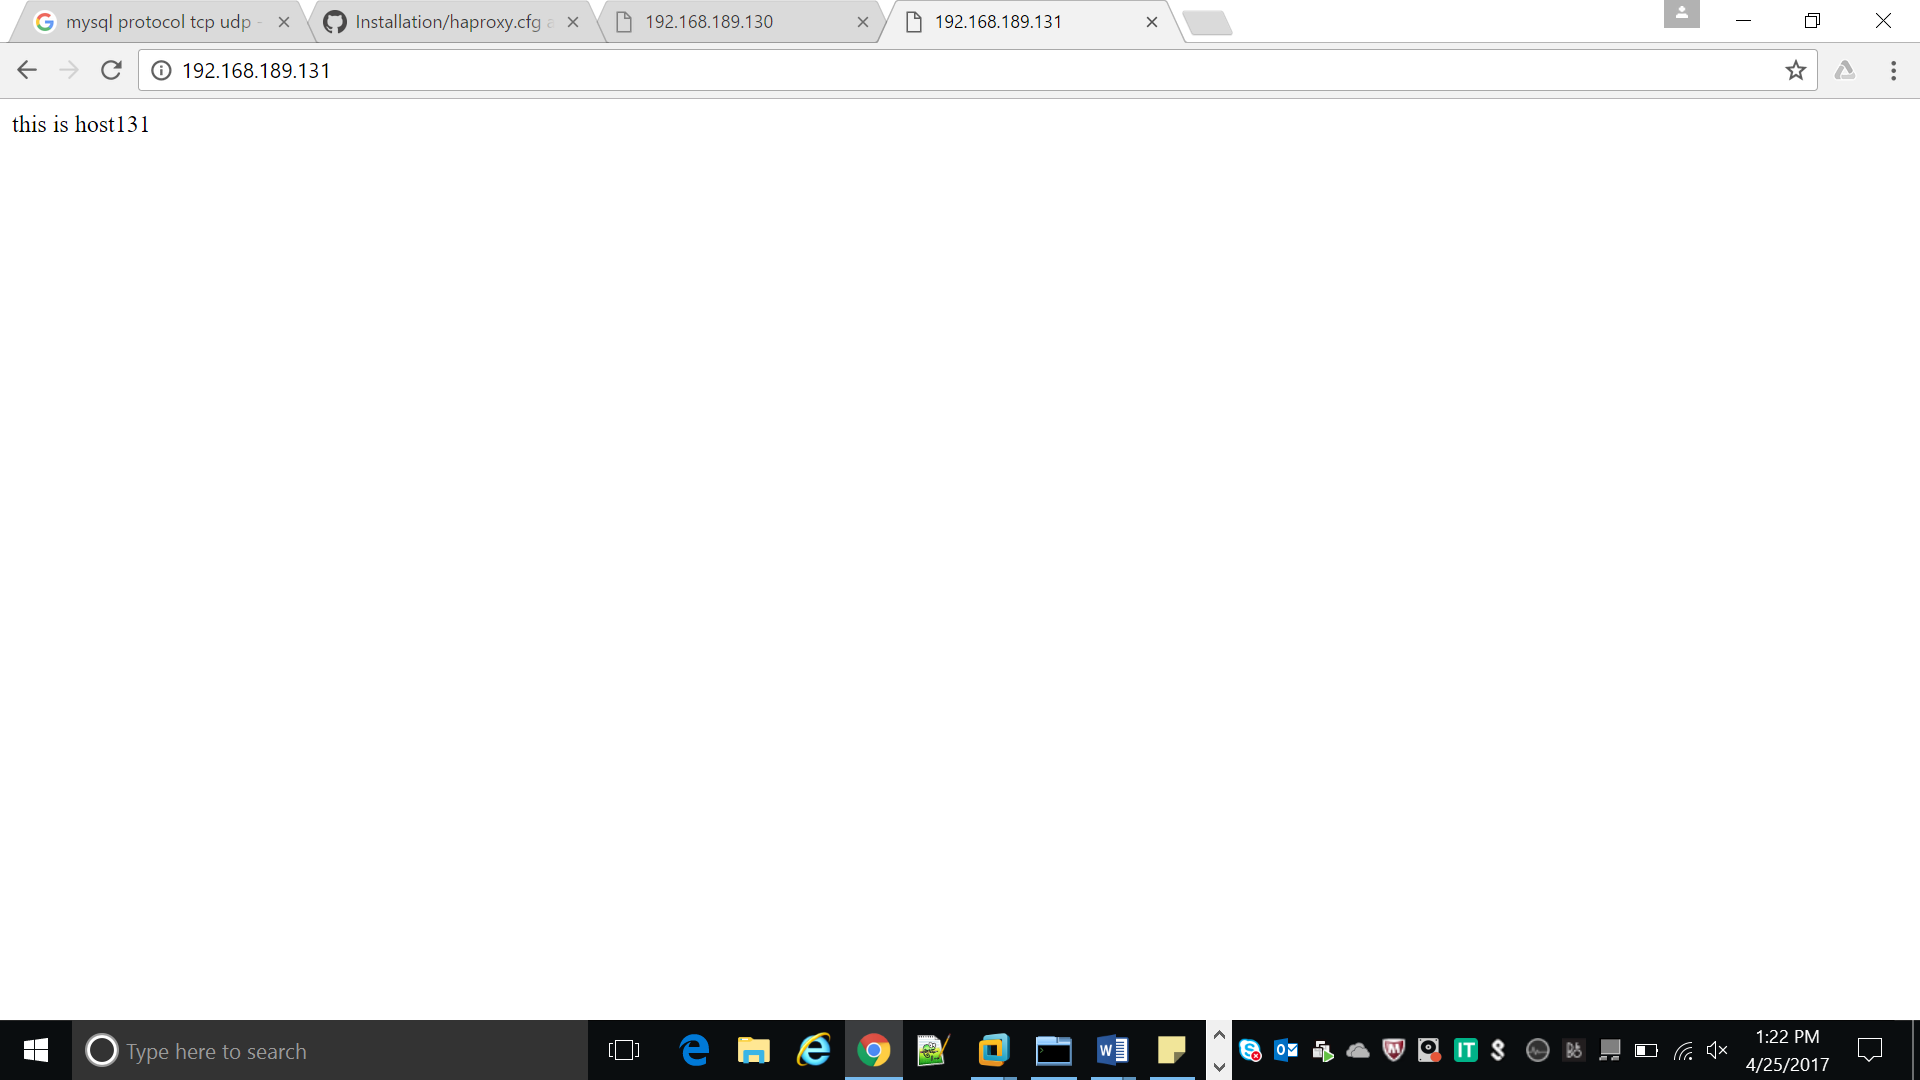 mysql protocol tcp udp -
Installation/haproxy.cfg a
192.168.189.130
192.168.189.131
192.168.189.131
this is host131
Type here to search
1:22 PM
4/25/2017